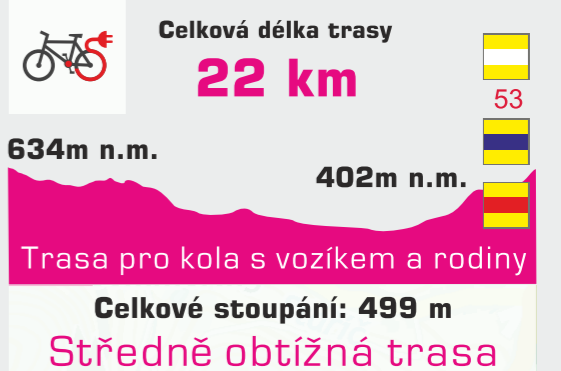 Celková délka trasy
22 km
53
634m n.m.
402m n.m.
Trasa pro kola s vozíkem a rodiny
Celkové stoupání: 499 m
Středně obtížná trasa